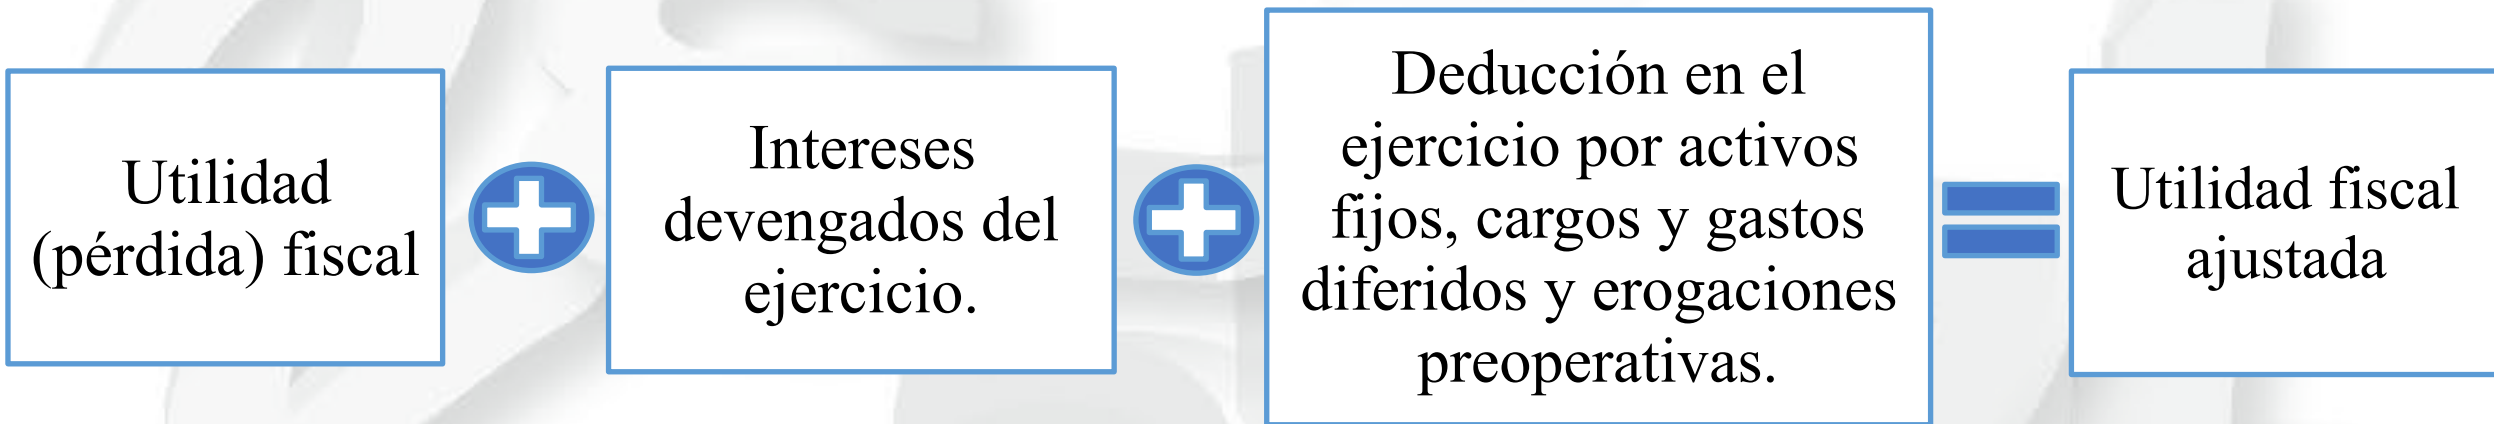 Utilidad
(pérdida) fiscal
Intereses
devengados del
ejercicio.
Deducción en el
ejercicio por activos
fijos, cargos y gastos
diferidos y erogaciones
preoperativas.
Utilidad fiscal
ajustada